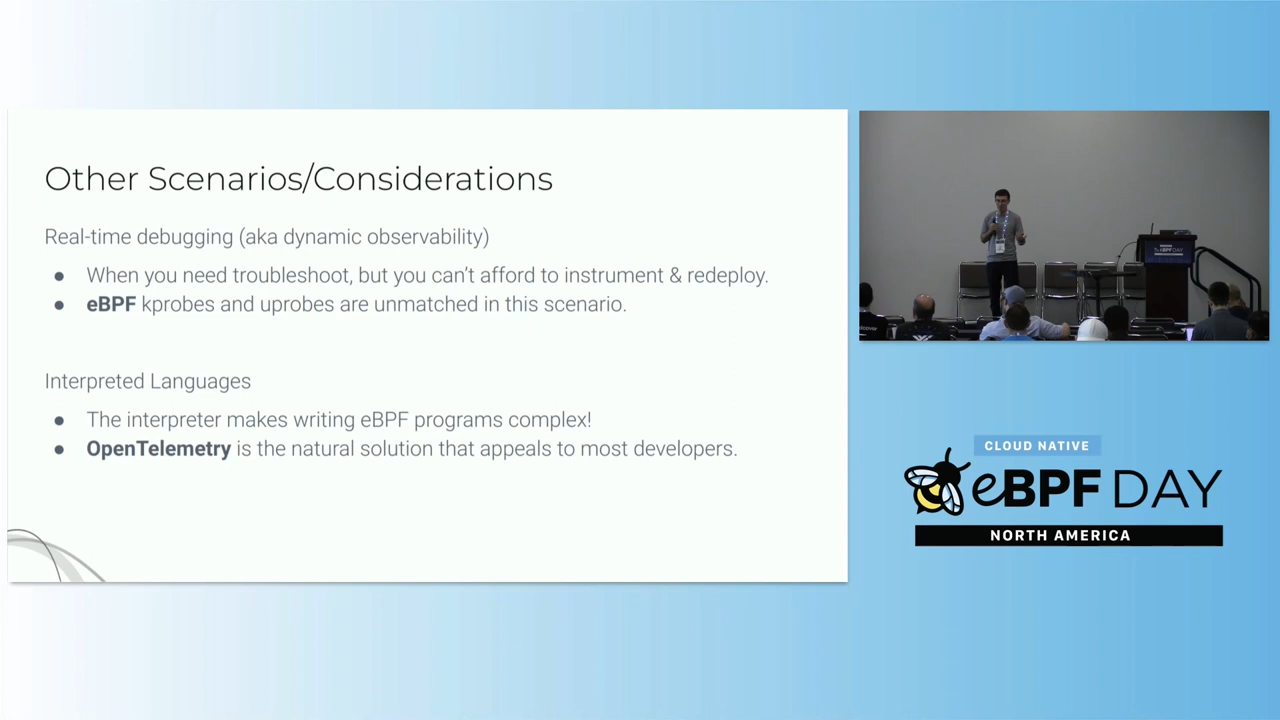 Other Scenarios/Considerations
Real-time debugging (aka dynamic observability)
● When you need troubleshoot, but you can't afford to instrument & redeploy.
● eBPF kprobes and uprobes are unmatched in this scenario.
Interpreted Languages
● The interpreter makes writing eBPF programs complex!
● OpenTelemetry is the natural solution that appeals to most developers.
eBPF DAY
CLOUD NATIVE
eBPF DAY
NORTH AMERICA